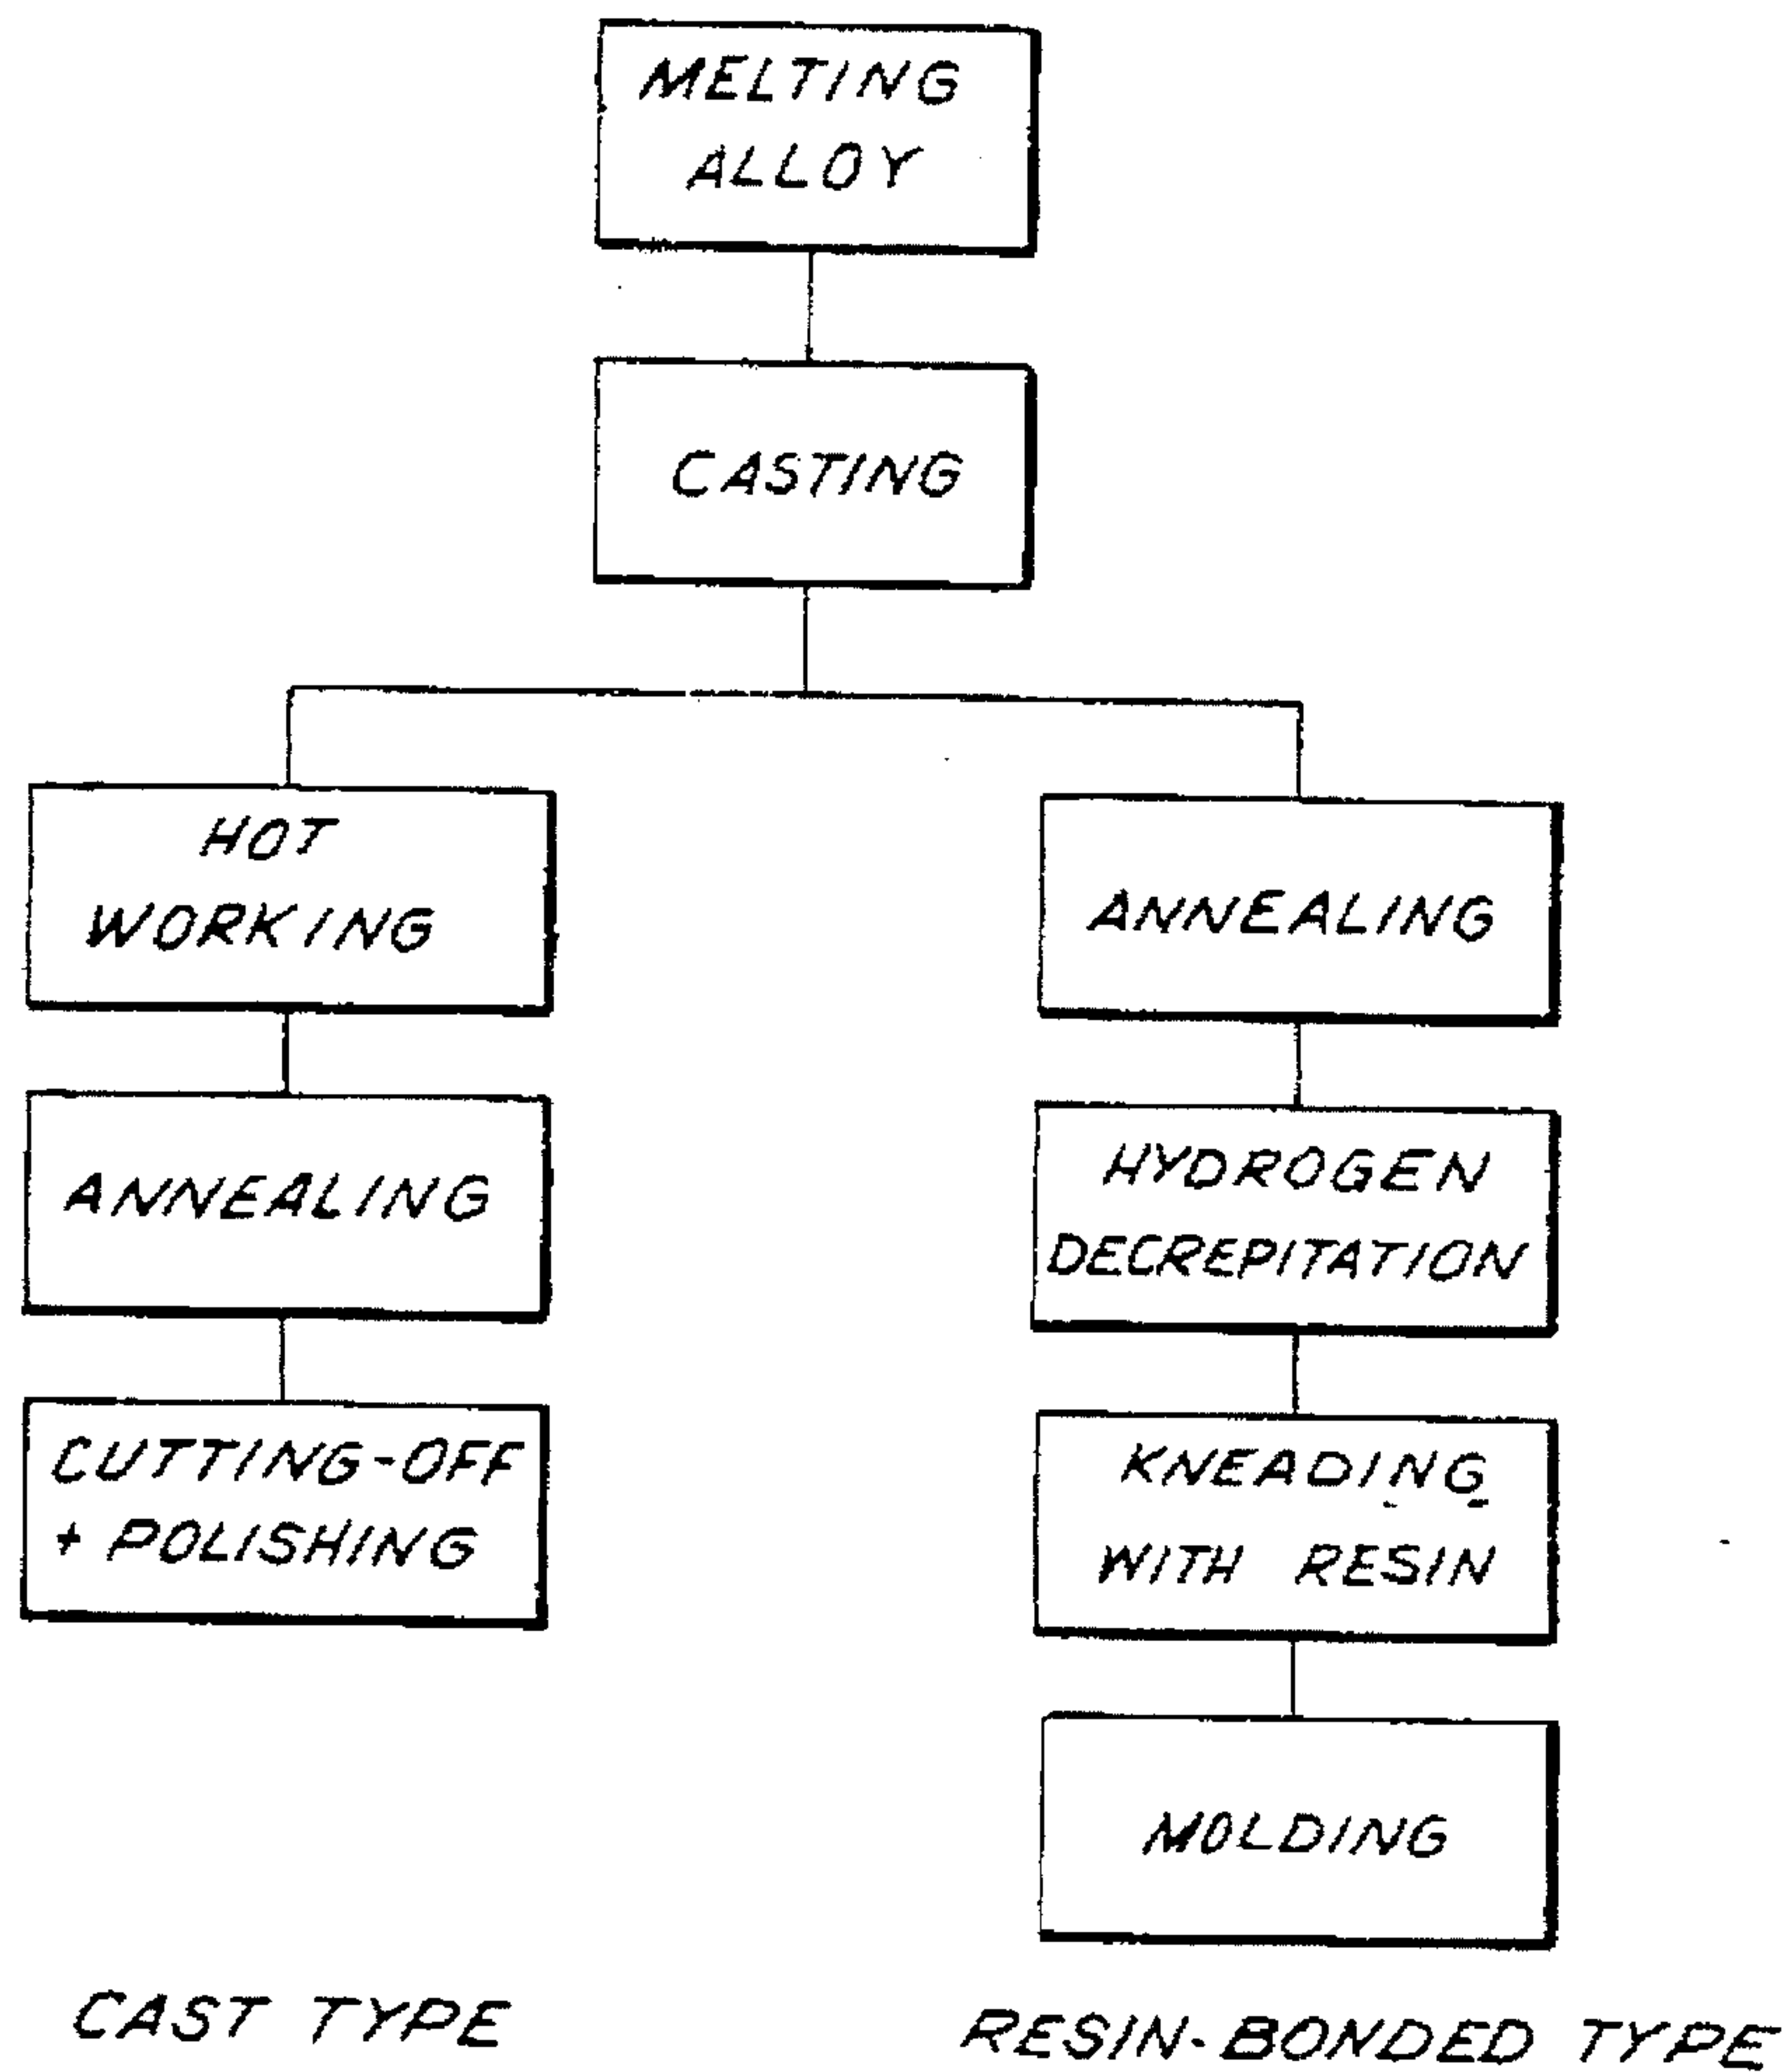 MELTING
ALLOY
CASTING
HOT
WORKING
ANNEALING
CUTTING-OFF
+ POLISHING
ANNEALING
HYDROGEN
DECREPITATION
KNEADING
WITH RESIN
MOLDING
CAST TYPE
RESIN-BONDED TYPE